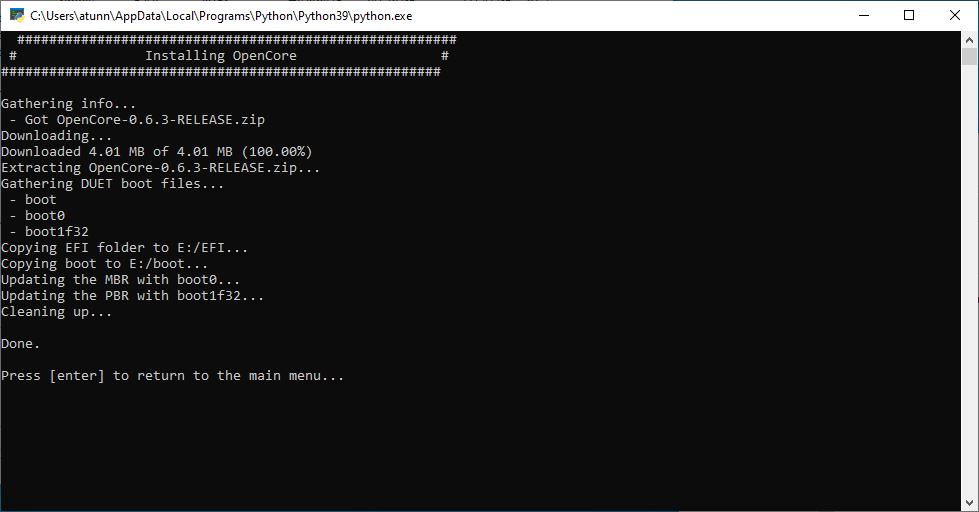 C:\Users\atunn\AppData\Local\Programs\Python\Python39\python.exe
#######################################################
# Installing OpenCore #
#######################################################
Gathering info...
- Got OpenCore-0.6.3-RELEASE.zip
Downloading...
Downloaded 4.01 MB of 4.01 MB (100.00%)
Extracting OpenCore-0.6.3-RELEASE.zip...
Gathering DUET boot files...
- boot
- boot0
- boot1f32
Copying EFI folder to E:/EFI...
Copying boot to E:/boot...
Updating the MBR with boot0...
Updating the PBR with boot1f32...
Cleaning up...
Done.
Press [enter] to return to the main menu...